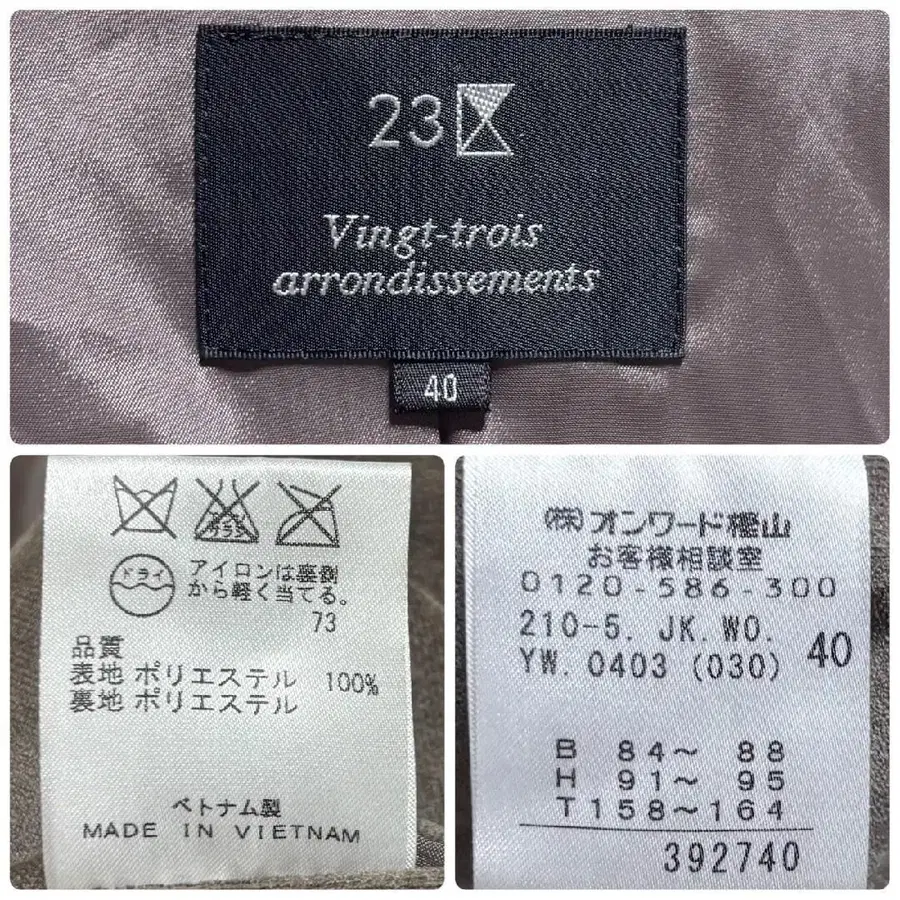 23区
Vingt-trois
arrondissements
40
ドライ
アイロンは裏側
から軽く当てる。
73
品質
表地 ポリエステル 100%
裏地 ポリエステル
ベトナム製
MADE IN VIETNAM
(株)オンワード樫山
お客様相談室
0120-586-300
210-5. JK. WO.
YW. 0403 (030) 40
B 84〜 88
H 91〜 95
T158〜164
392740